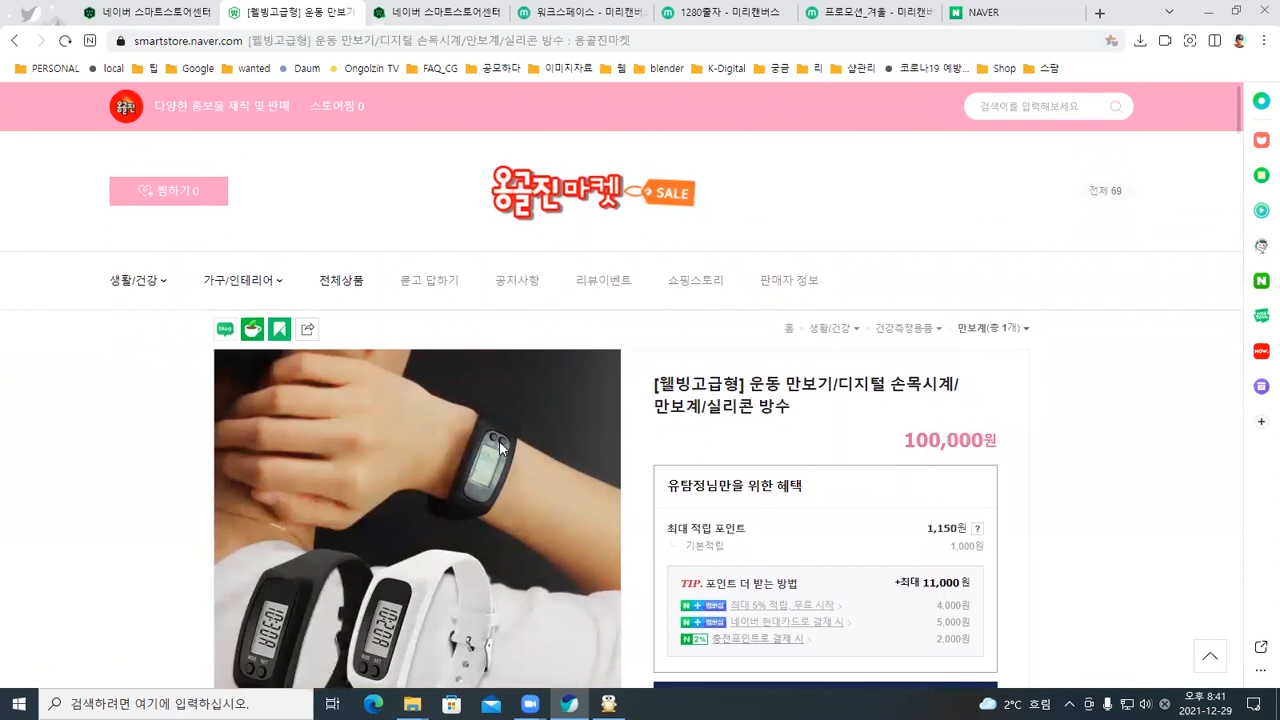 네이버 스마트스토어센터
[웰빙고급형] 운동 만보기
네이버 스마트스토어센터
워크스페이스 - 미리캔버
1280출자 - 미리캔버스
프로모션_겨울 - 미리캔
NAVER
smartstore.naver.com [웰빙고급형] 운동 만보기/디지털 손목시계/만보계/실리콘 방수 : 옹골진마켓
PERSONAL
local
팁
Google
wanted
Daum
Ongolzin TV
FAQ_CG
공모하다
이미지자료
웹
blender
K-Digital
궁금
리
샵관리
코로나19 예방...
Shop
스팜
옹골진
다양한 홍보물 제작 및 판매
스토어찜 0
검색어를 입력해보세요
찜하기 0
옹골진마켓 SALE
전체 69
생활/건강
가구/인테리어
전체상품
묻고 답하기
공지사항
리뷰이벤트
쇼핑스토리
판매자 정보
blog
홈 > 생활/건강 > 건강측정용품 > 만보계(총 1개)
[웰빙고급형] 운동 만보기/디지털 손목시계/
만보계/실리콘 방수
100,000원
유탐정님만을 위한 혜택
최대 적립 포인트 1,150원 ?
기본적립 1,000원
TIP. 포인트 더 받는 방법 +최대 11,000원
N + 멤버십 최대 5% 적립, 무료 시작 > 4,000원
N + 멤버십 네이버 현대카드로 결제 시 > 5,000원
N 2% 충전포인트로 결제 시 > 2,000원
NOW.
검색하려면 여기에 입력하십시오.
2°C 흐림
오후 8:41
2021-12-29